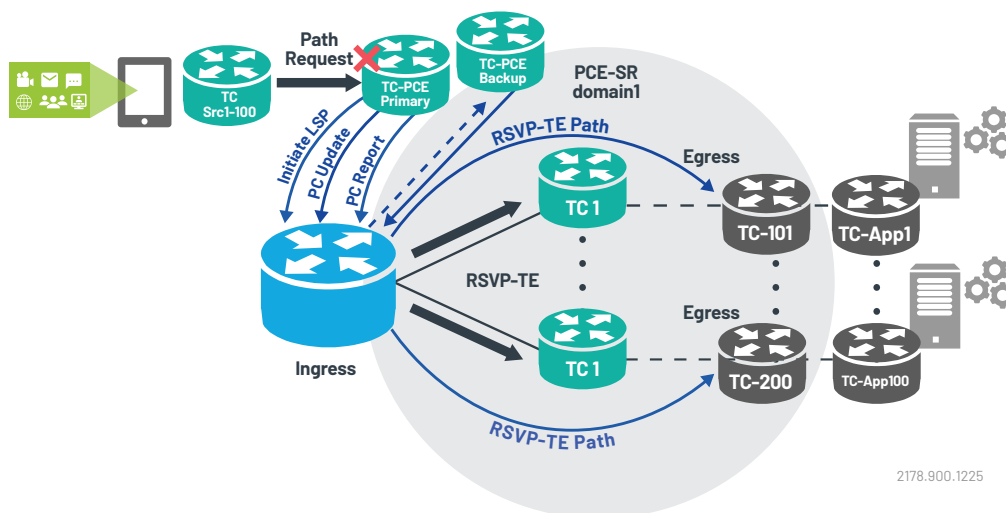 Path
Request
TC
Src1-100
TC-PCE
Primary
TC-PCE
Backup
PCE-SR
domain1
Initiate LSP
PC Update
PC Report
RSVP-TE Path
Egress
TC 1
TC-101
TC-App1
RSVP-TE
Ingress
Egress
TC 1
TC-200
TC-App100
RSVP-TE Path
2178.900.1225